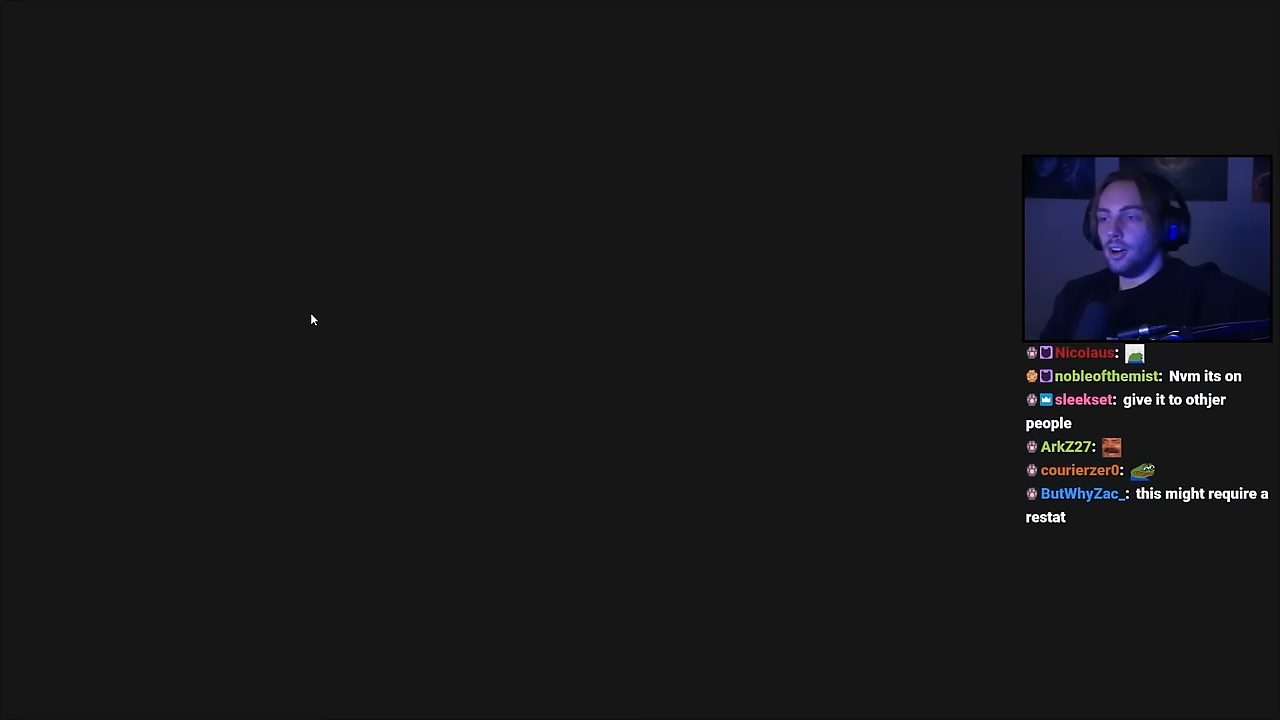 Nicolaus:
nobleofthemist: Nvm its on
sleekset: give it to othjer
people
ArkZ27:
courierzer0:
ButWhyZac_: this might require a
restat